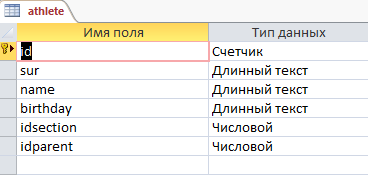 athlete
Имя поля Тип данных
id Счетчик
sur Длинный текст
name Длинный текст
birthday Длинный текст
idsection Числовой
idparent Числовой